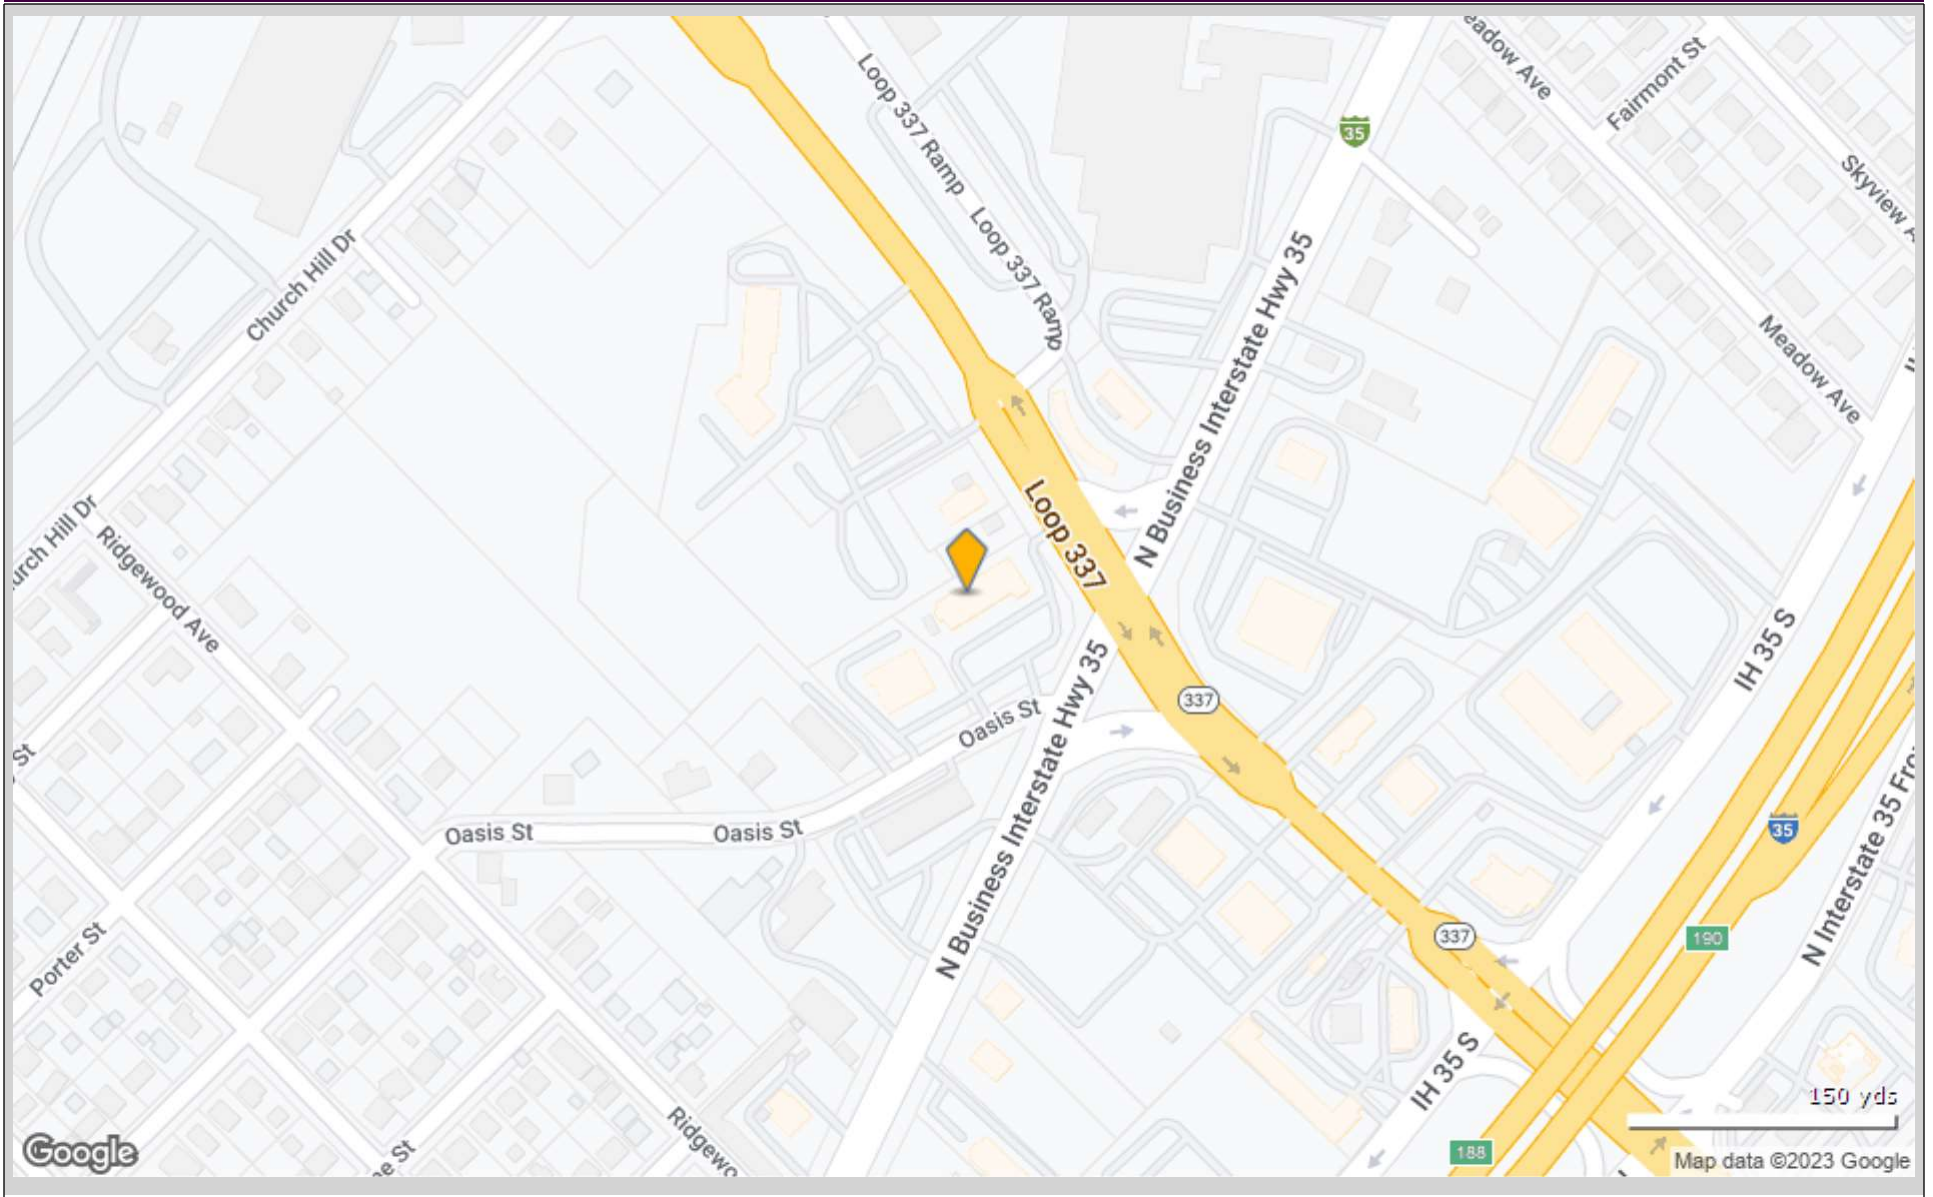 eadow Ave
Fairmont St
Loop 337 Ramp
35
Skyview A
Loop 337 Ramp
Church Hill Dr
N Business Interstate Hwy 35
Meadow Ave
urch Hill Dr
Loop 337
Ridgewood Ave
IH 35 S
N Business Interstate Hwy 35
337
Oasis St
St
Oasis St
Oasis St
35
N Interstate 35 Fro
Porter St
337
190
IH 35 S
150 yds
Ridgewo
ne St
188
Google
Map data ©2023 Google